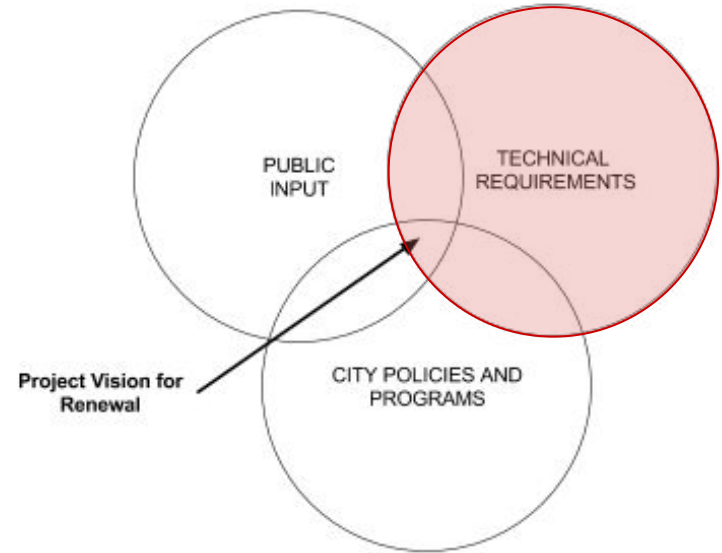 PUBLIC
INPUT
TECHNICAL
REQUIREMENTS
Project Vision for
Renewal
CITY POLICIES AND
PROGRAMS